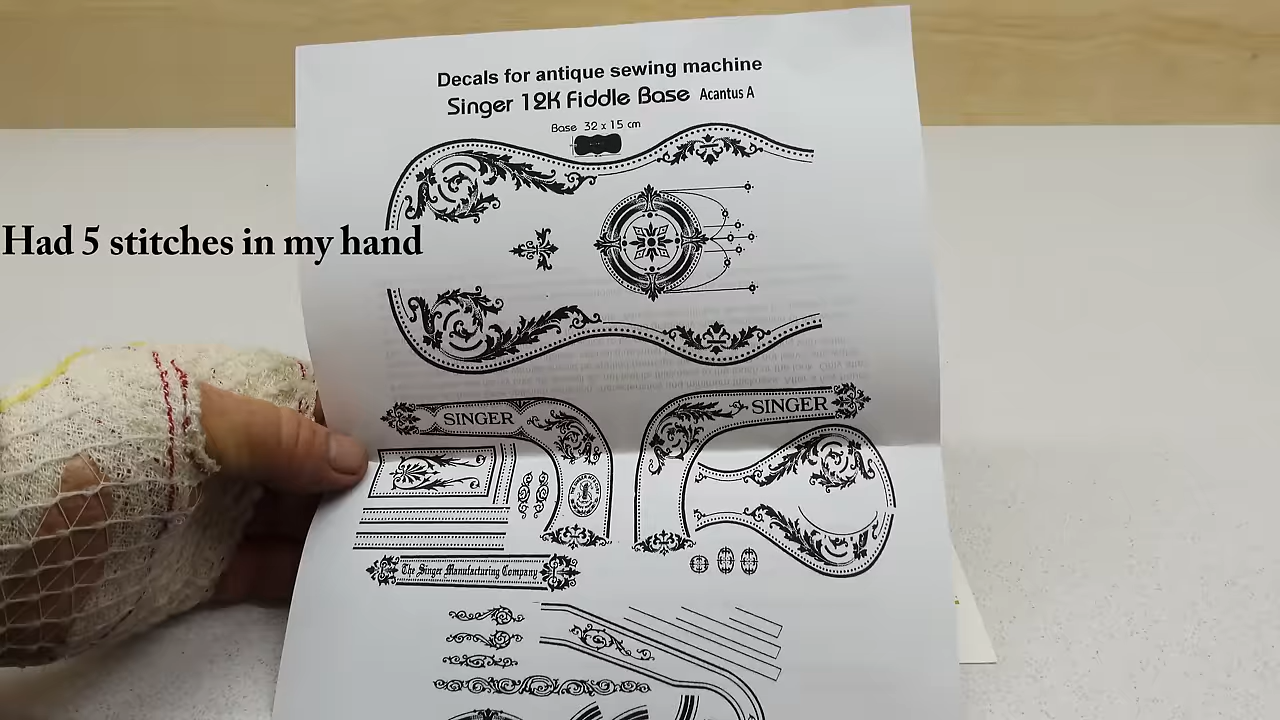 Decals for antique sewing machine
Singer 12K Fiddle Base Acantus A
Base 32 x 15 cm
Had 5 stitches in my hand
SINGER
SINGER
The Singer Manufacturing Company